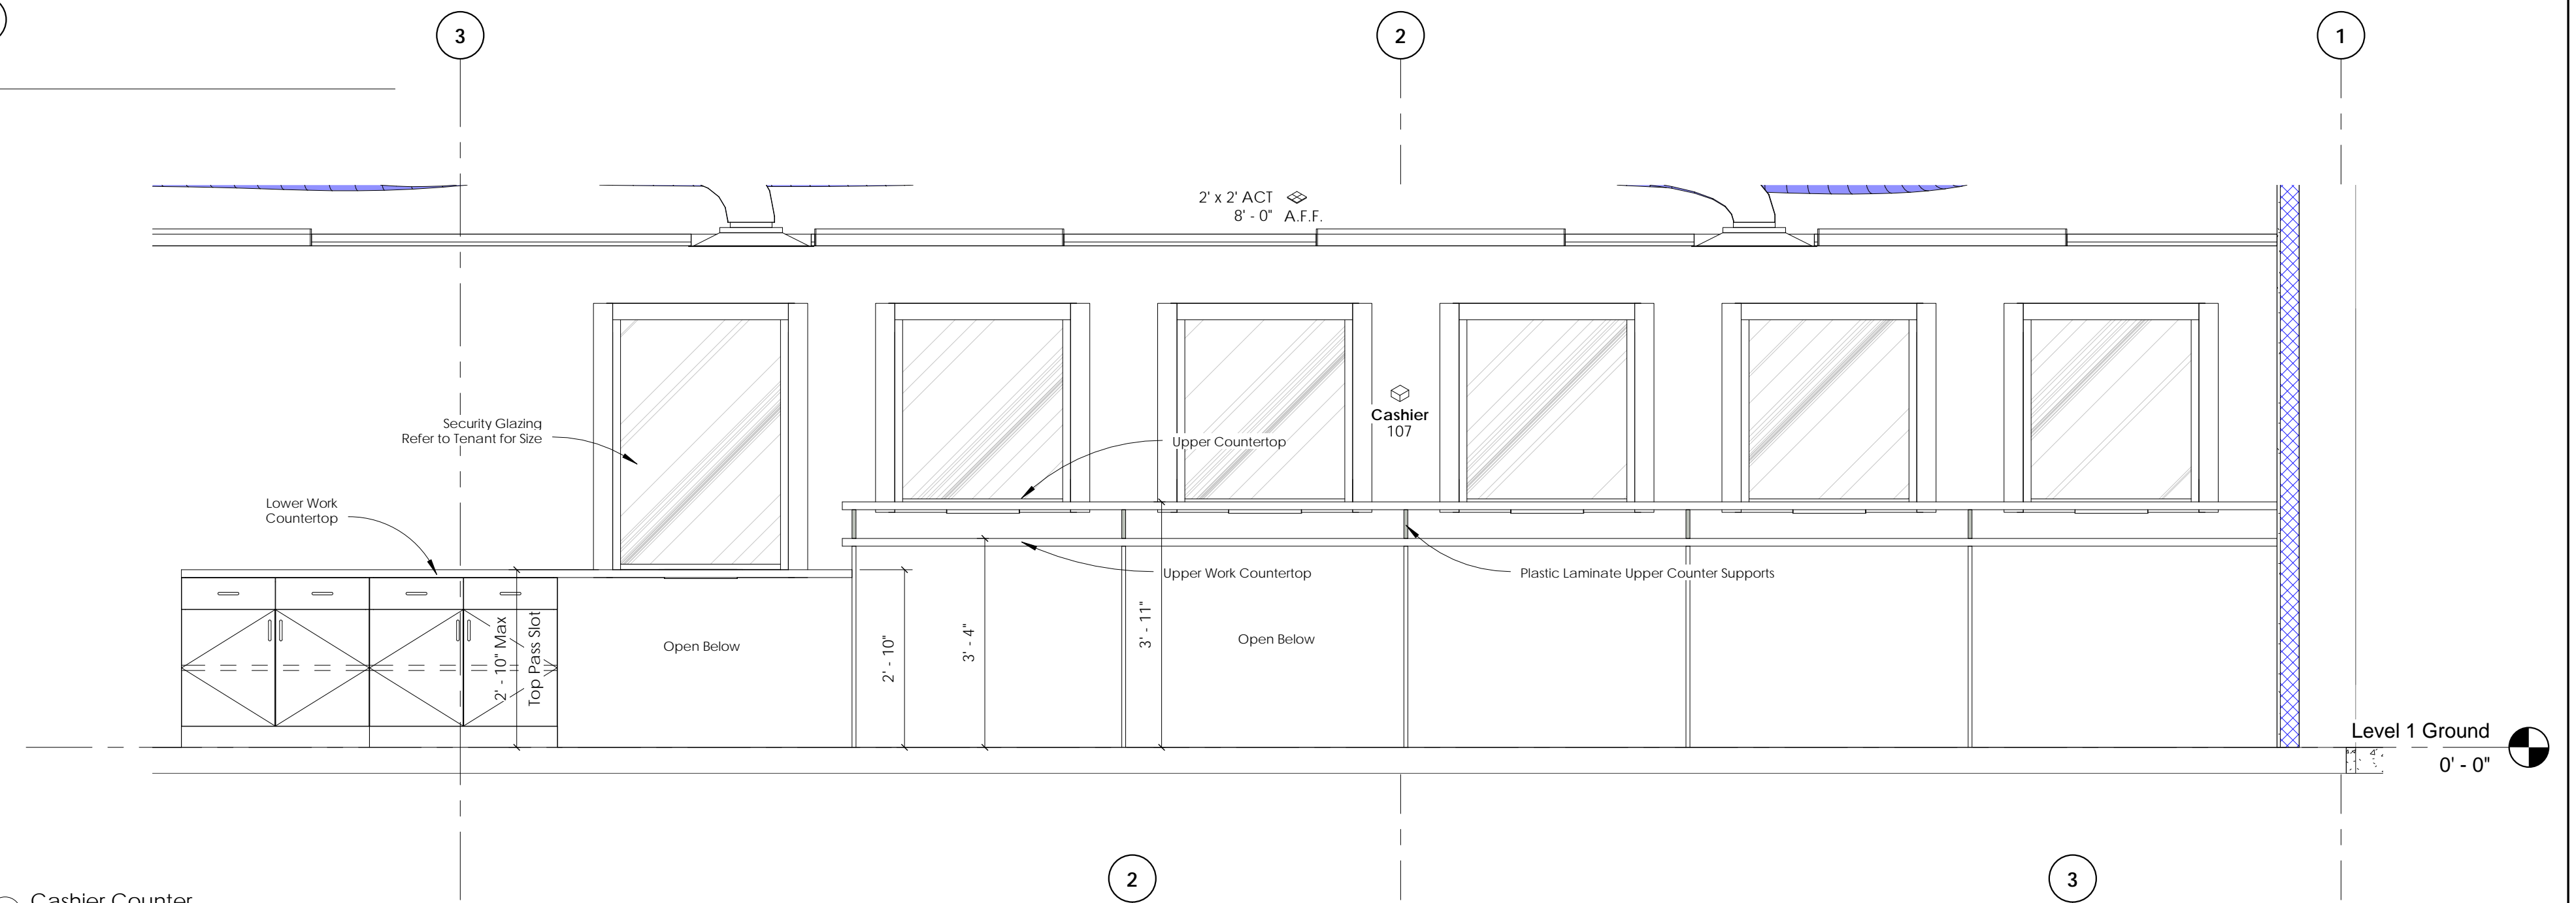 3
2
1
2' x 2' ACT
8' - 0" A.F.F.
Security Glazing
Refer to Tenant for Size
Cashier
107
Upper Countertop
Lower Work
Countertop
Upper Work Countertop
Plastic Laminate Upper Counter Supports
2' - 10" Max
Top Pass Slot
Open Below
2' - 10"
3' - 4"
3' - 11"
Open Below
Level 1 Ground
0' - 0"
2
3
Cashier Counter